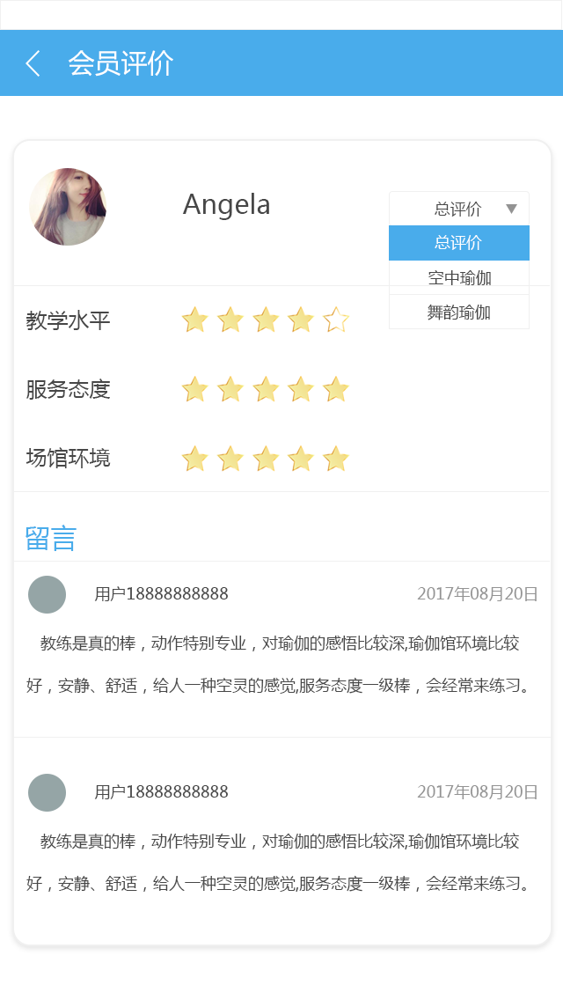 会员评价
Angela
总评价
总评价
空中瑜伽
舞韵瑜伽
教学水平
服务态度
场馆环境
留言
用户18888888888
2017年08月20日
教练是真的棒，动作特别专业，对瑜伽的感悟比较深,瑜伽馆环境比较
好，安静、舒适，给人一种空灵的感觉,服务态度一级棒，会经常来练习。
用户18888888888
2017年08月20日
教练是真的棒，动作特别专业，对瑜伽的感悟比较深,瑜伽馆环境比较
好，安静、舒适，给人一种空灵的感觉,服务态度一级棒，会经常来练习。